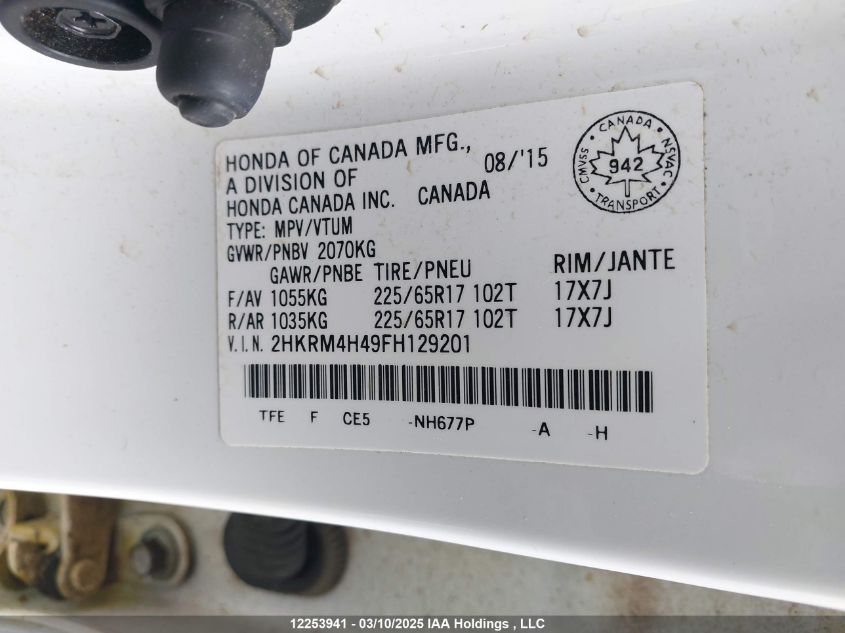 HONDA OF CANADA MFG., 08/'15
A DIVISION OF
HONDA CANADA INC. CANADA
TYPE: MPV/VTUM
GVWR/PNBV 2070KG
GAWR/PNBE TIRE/PNEU RIM/JANTE
F/AV 1055KG 225/65R17 102T 17X7J
R/AR 1035KG 225/65R17 102T 17X7J
V.I.N. 2HKRM4H49FH129201
TFE F CE5 -NH677P -A -H
CANADA
CMVSS 942 NSVAC
TRANSPORT
12253941 - 03/10/2025 IAA Holdings , LLC